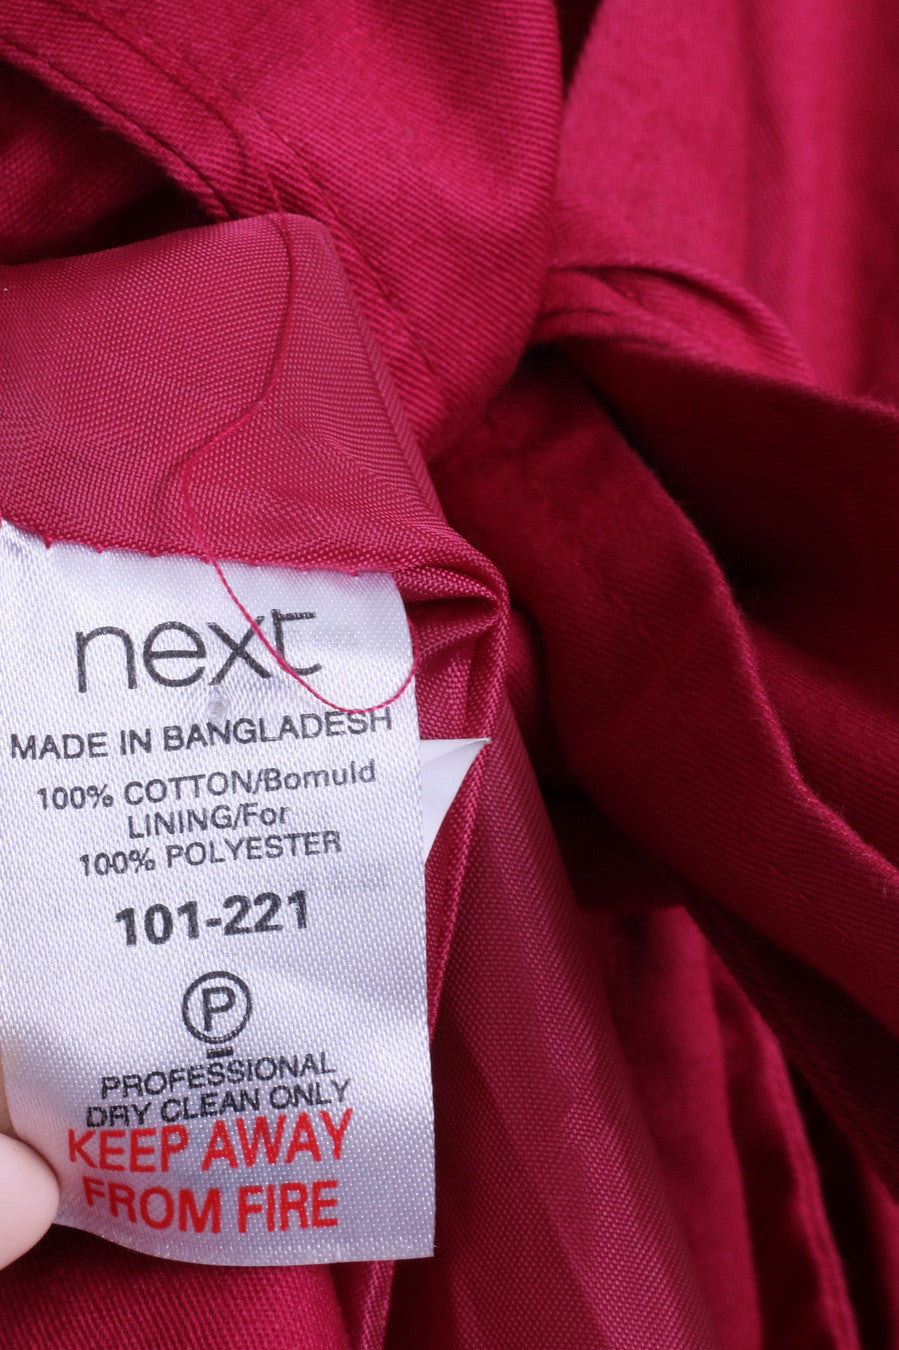 next
MADE IN BANGLADESH
100% COTTON/Bomuld
LINING/For
100% POLYESTER
101-221
P
PROFESSIONAL
DRY CLEAN ONLY
KEEP AWAY
FROM FIRE